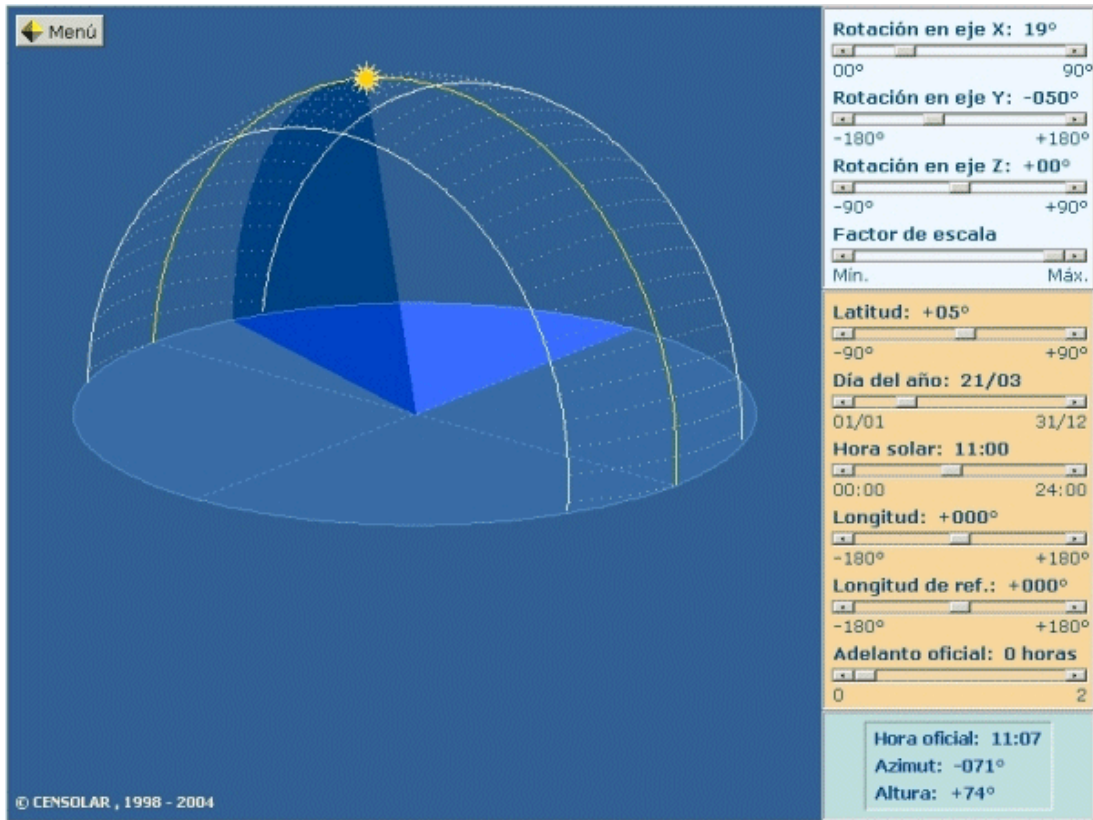 Menú
Rotación en eje X: 19°
00° 90°
Rotación en eje Y: -050°
-180° +180°
Rotación en eje Z: +00°
-90° +90°
Factor de escala
Mín. Máx.
Latitud: +05°
-90° +90°
Día del año: 21/03
01/01 31/12
Hora solar: 11:00
00:00 24:00
Longitud: +000°
-180° +180°
Longitud de ref.: +000°
-180° +180°
Adelanto oficial: 0 horas
0 2
Hora oficial: 11:07
Azimut: -071°
Altura: +74°
© CENSOLAR , 1998 - 2004